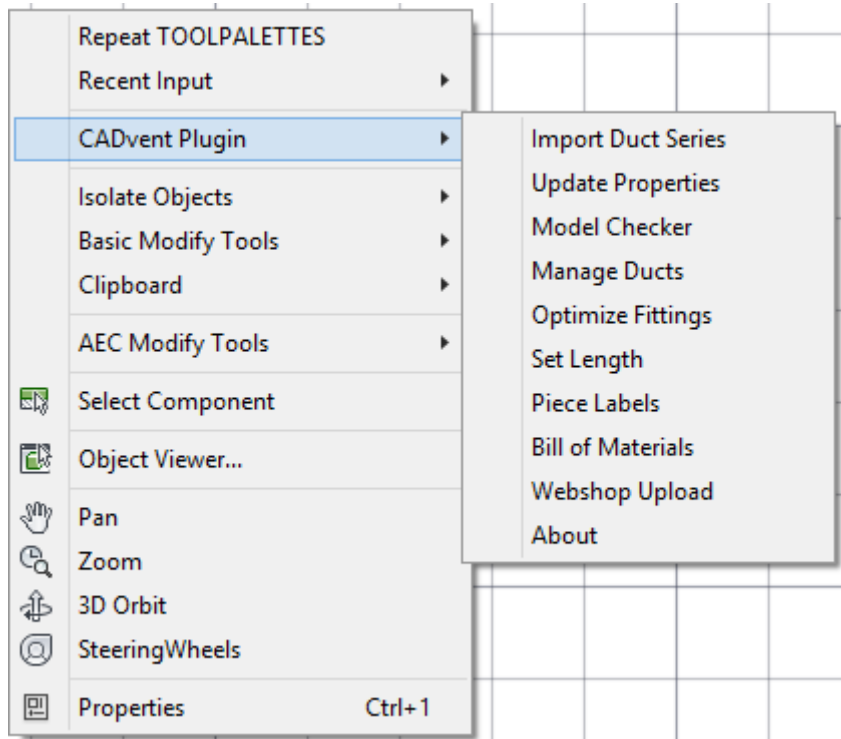 Repeat TOOLPALETTES
Recent Input
CADvent Plugin
Isolate Objects
Basic Modify Tools
Clipboard
AEC Modify Tools
Select Component
Object Viewer...
Pan
Zoom
3D Orbit
SteeringWheels
Properties Ctrl+1
Import Duct Series
Update Properties
Model Checker
Manage Ducts
Optimize Fittings
Set Length
Piece Labels
Bill of Materials
Webshop Upload
About